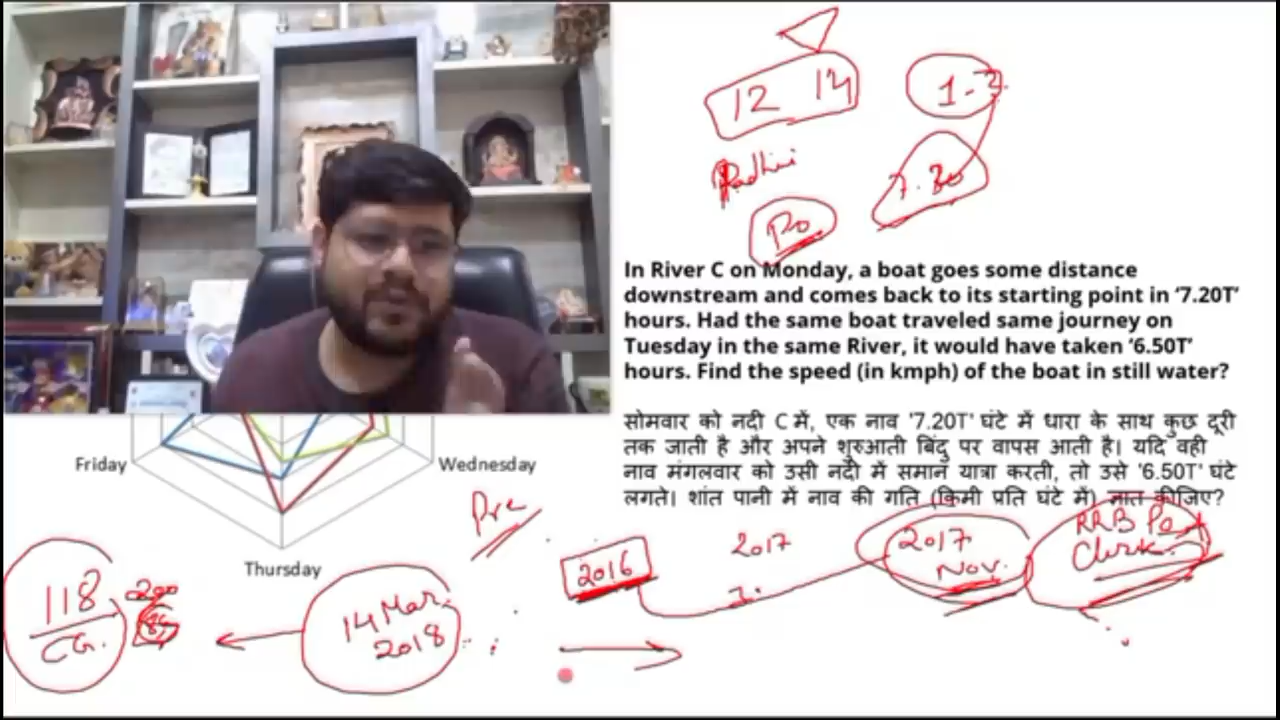 12 14
1.
7.30
Po
In River C on Monday, a boat goes some distance
downstream and comes back to its starting point in ‘7.20T’
hours. Had the same boat traveled same journey on
Tuesday in the same River, it would have taken ‘6.50T’
hours. Find the speed (in kmph) of the boat in still water?
सोमवार को नदी C में, एक नाव '7.20T' घंटे में धारा के साथ कुछ दूरी
तक जाती है और अपने शुरुआती बिंदु पर वापस आती है। यदि वही
नाव मंगलवार को उसी नदी में समान यात्रा करती, तो उसे '6.50T' घंटे
लगते। शांत पानी में नाव की गति (किमी प्रति घंटे में) ज्ञात कीजिए?
Friday
Wednesday
Thursday
Pre
2016
2017
2017
Nov.
RRB Po
Clerk
118
CG.
200
14 Mar.
2018